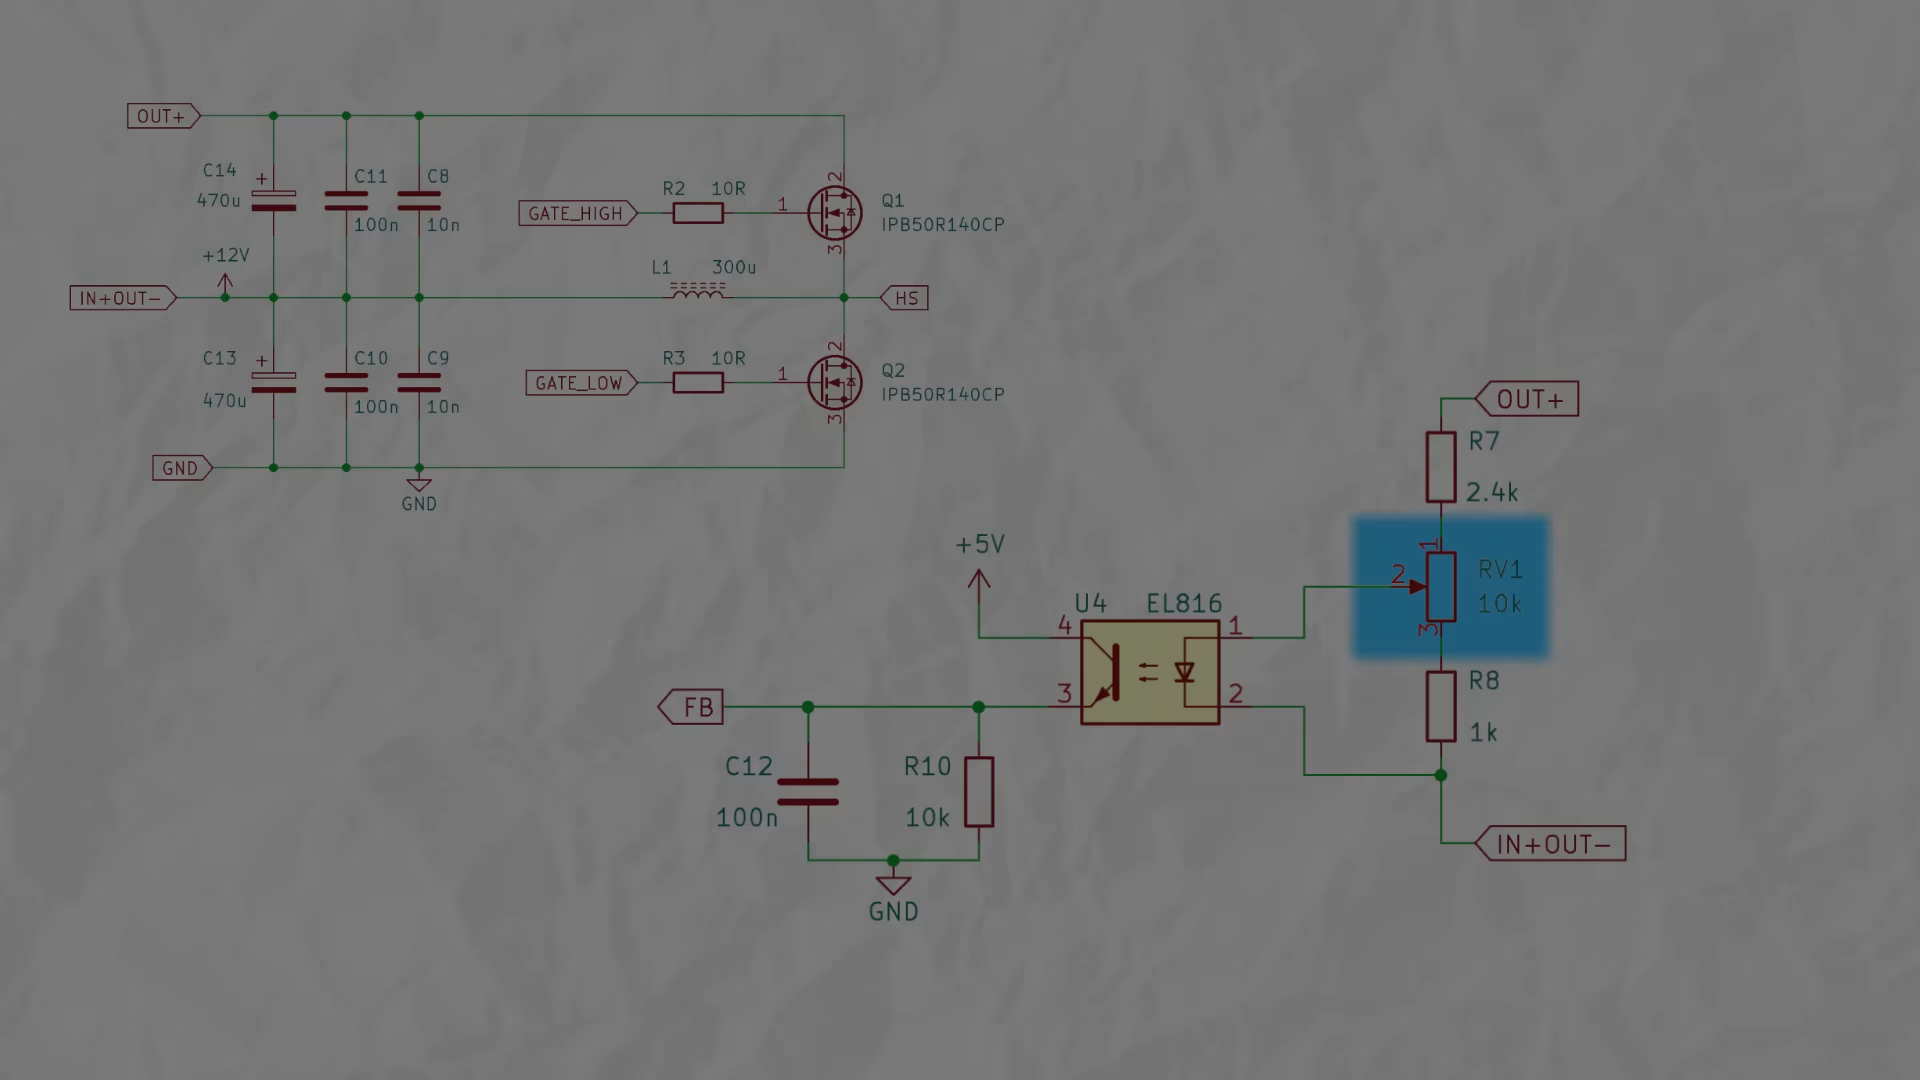 OUT+
C14
+
470u
C11
100n
C8
10n
R2 10R
GATE_HIGH
1
2
3
Q1
IPB50R140CP
+12V
IN+OUT-
L1 300u
HS
C13
+
470u
C10
100n
C9
10n
R3 10R
GATE_LOW
1
2
3
Q2
IPB50R140CP
GND
GND
OUT+
R7
2.4k
1
2
3
RV1
10k
+5V
U4 EL816
4
1
3
2
FB
R8
1k
C12
100n
R10
10k
IN+OUT-
GND